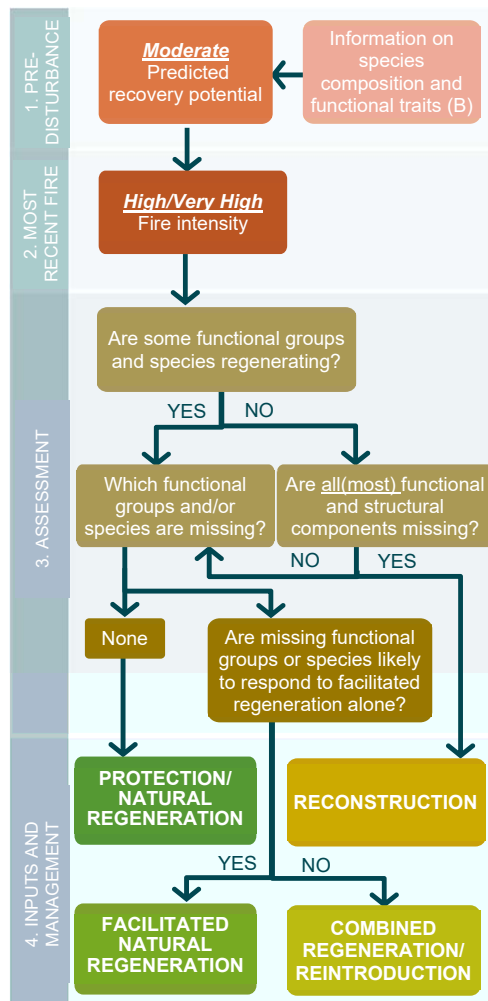 1. PRE-
DISTURBANCE
Moderate
Predicted
recovery potential
Information on
species
composition and
functional traits (B)
2. MOST
RECENT FIRE
High/Very High
Fire intensity
3. ASSESSMENT
Are some functional groups
and species regenerating?
YES
NO
Which functional
groups and/or
species are missing?
Are all(most) functional
and structural
components missing?
NO
YES
None
Are missing functional
groups or species likely
to respond to facilitated
regeneration alone?
4. INPUTS AND
MANAGEMENT
PROTECTION/
NATURAL
REGENERATION
RECONSTRUCTION
YES
NO
FACILITATED
NATURAL
REGENERATION
COMBINED
REGENERATION/
REINTRODUCTION